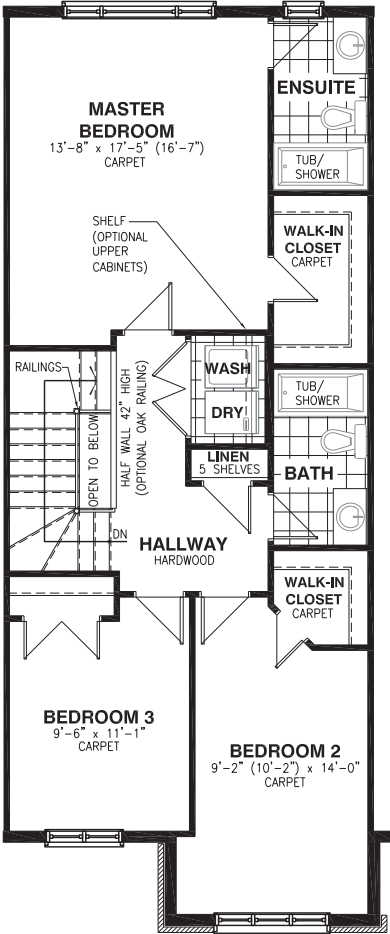 ENSUITE
MASTER
BEDROOM
13'-8" x 17'-5" (16'-7")
CARPET
TUB/
SHOWER
SHELF
(OPTIONAL
UPPER
CABINETS)
WALK-IN
CLOSET
CARPET
RAILINGS
HALF WALL 42" HIGH
(OPTIONAL OAK RAILING)
OPEN TO BELOW
WASH
DRY
TUB/
SHOWER
LINEN
5 SHELVES
BATH
DN
HALLWAY
HARDWOOD
WALK-IN
CLOSET
CARPET
BEDROOM 3
9'-6" x 11'-1"
CARPET
BEDROOM 2
9'-2" (10'-2") x 14'-0"
CARPET